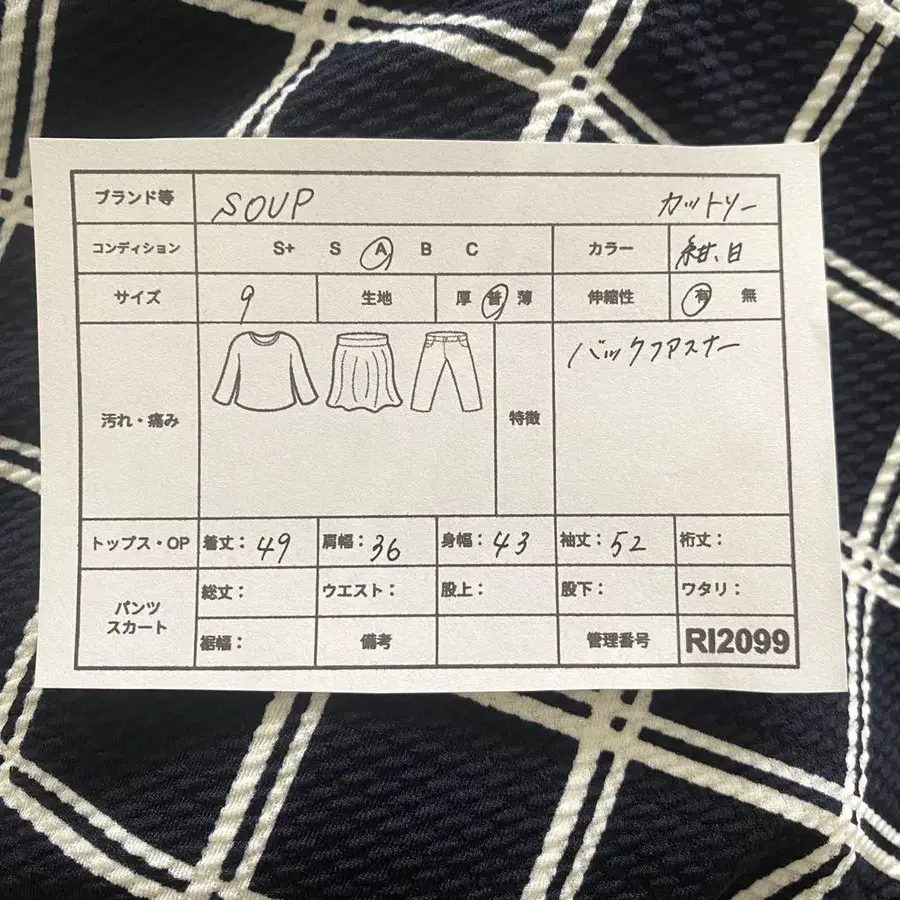 ブランド等 SOUP カットソー
コンディション S+ S A B C カラー 紺、白
サイズ 9 生地 厚 普 薄 伸縮性 有 無
汚れ・痛み 特徴 バックファスナー
トップス・OP 着丈：49 肩幅：36 身幅：43 袖丈：52 裄丈：
パンツ スカート 総丈： ウエスト： 股上： 股下： ワタリ：
裾幅： 備考 管理番号 RI2099